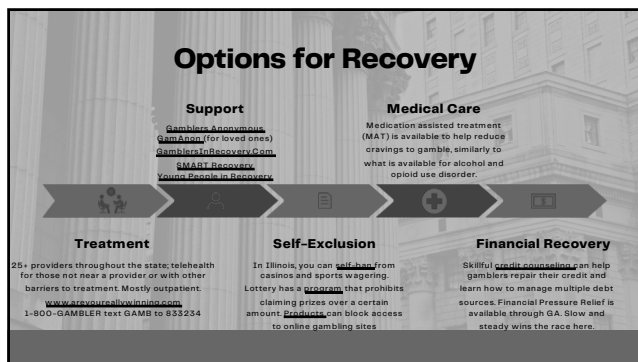 Options for Recovery
Support
Gamblers Anonymous
GamAnon (for loved ones)
GamblersInRecovery.Com
SMART Recovery
Young People in Recovery
Medical Care
Medication assisted treatment
(MAT) is available to help reduce
cravings to gamble, similarly to
what is available for alcohol and
opioid use disorder.
Treatment
25+ providers throughout the state; telehealth
for those not near a provider or with other
barriers to treatment. Mostly outpatient.
www.areyoureallywinning.com
1-800-GAMBLER text GAMB to 833234
Self-Exclusion
In Illinois, you can self-ban from
casinos and sports wagering.
Lottery has a program that prohibits
claiming prizes over a certain
amount. Products can block access
to online gambling sites
Financial Recovery
Skillful credit counseling can help
gamblers repair their credit and
learn how to manage multiple debt
sources. Financial Pressure Relief is
available through GA. Slow and
steady wins the race here.